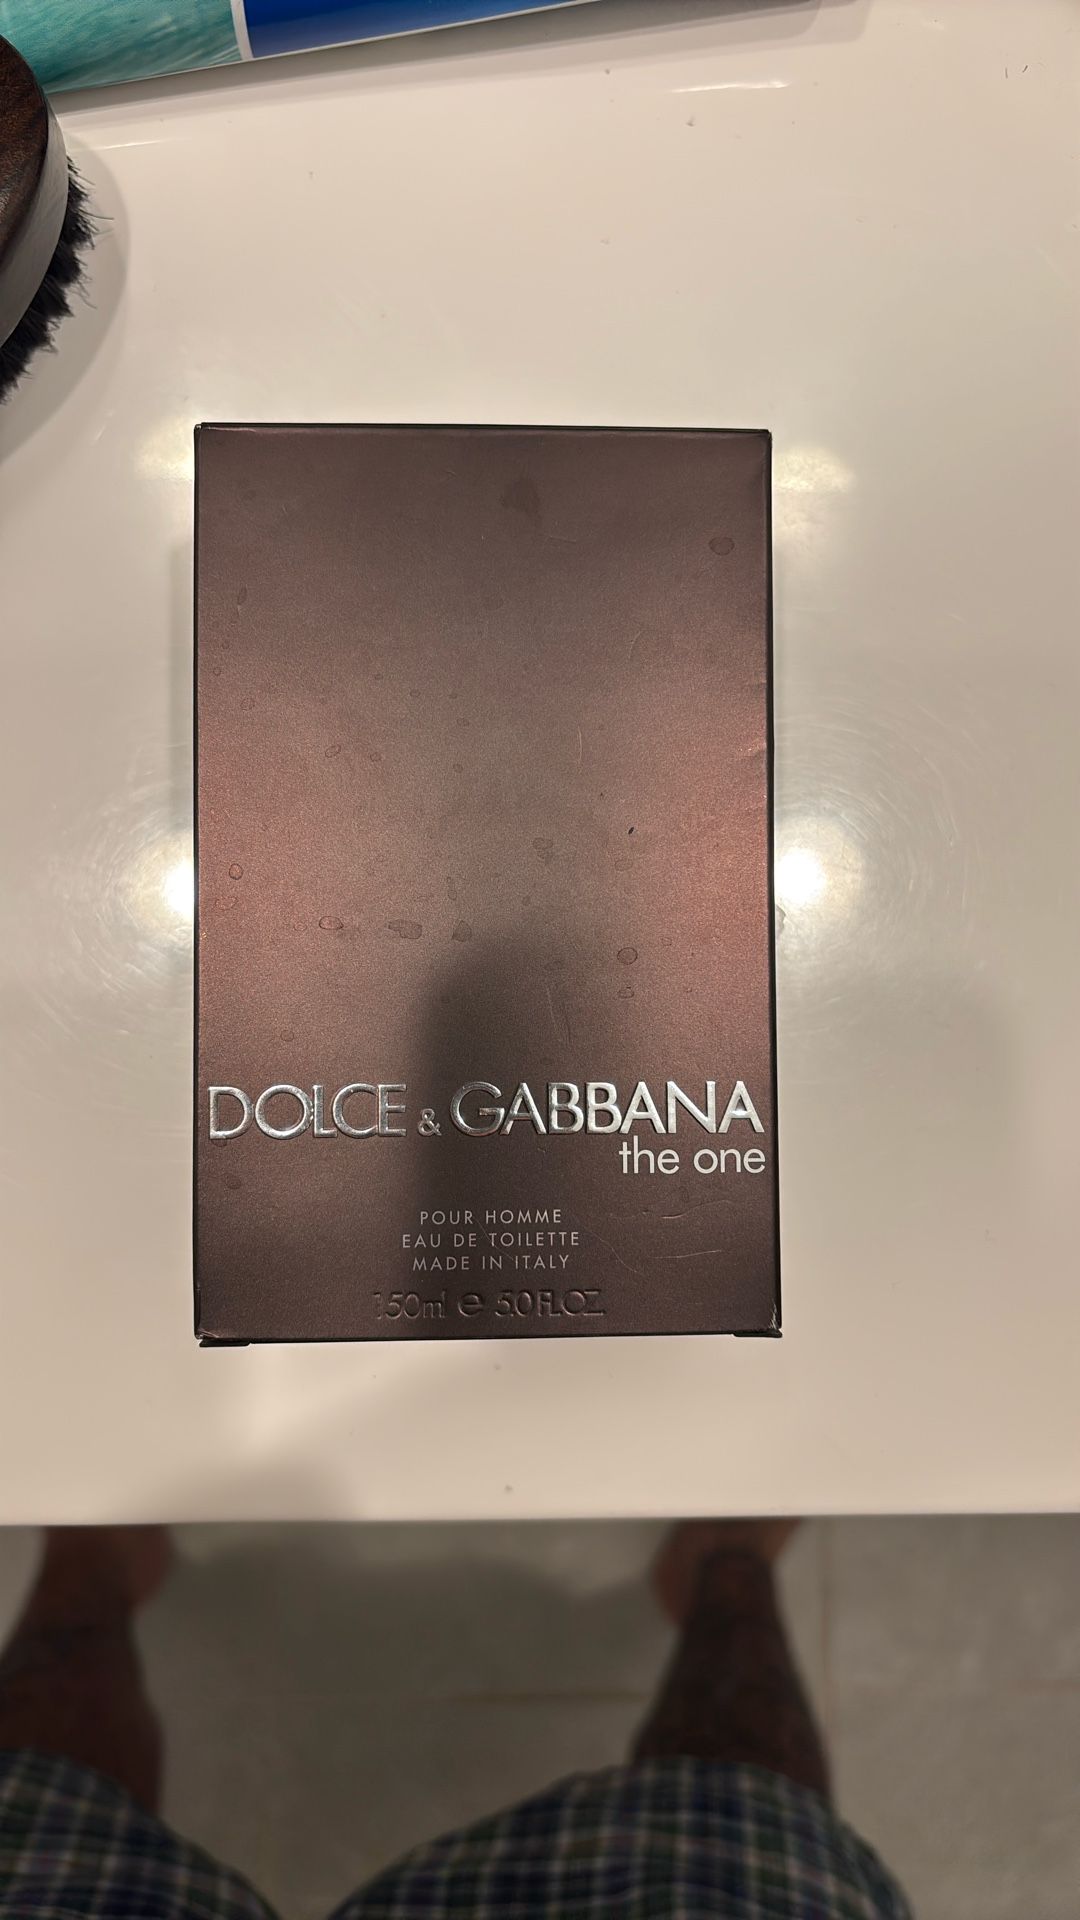 DOLCE & GABBANA
the one
POUR HOMME
EAU DE TOILETTE
MADE IN ITALY
150ml e 5.0 FL.OZ.